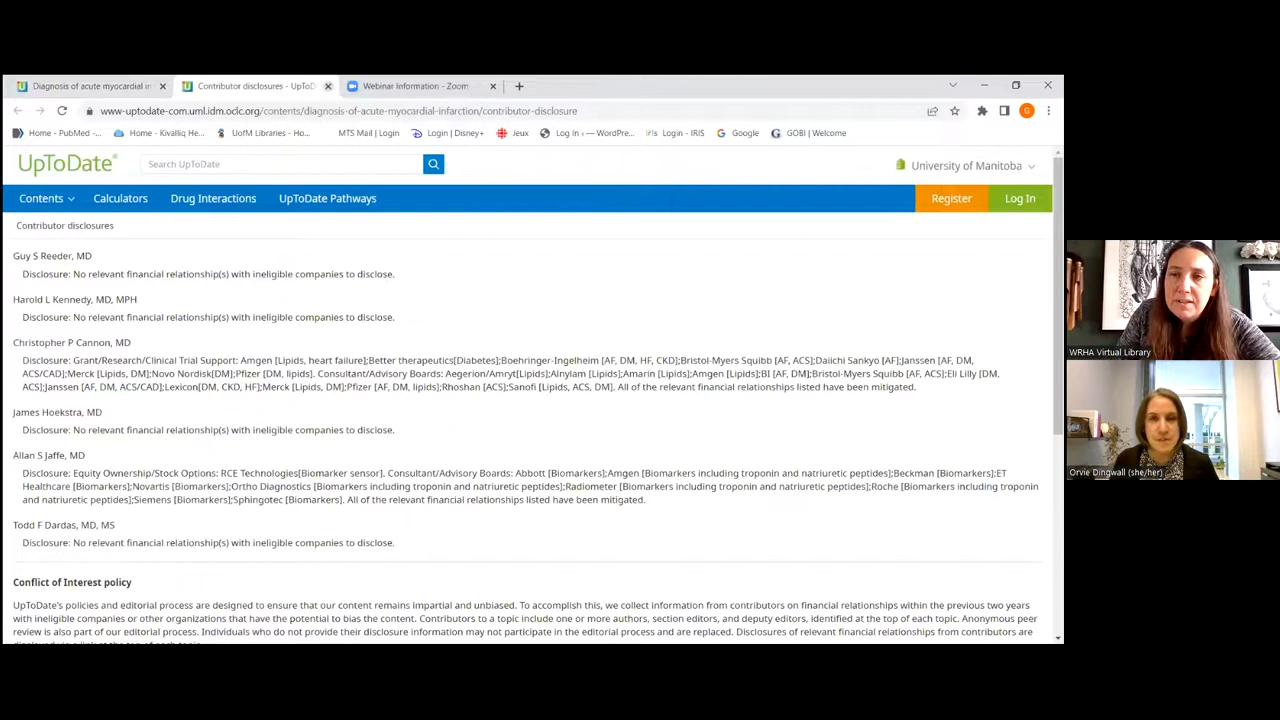 Diagnosis of acute myocardial in
Contributor disclosures - UpToD
Webinar Information - Zoom
www-uptodate-com.uml.idm.oclc.org/contents/diagnosis-of-acute-myocardial-infarction/contributor-disclosure
G
Home - PubMed -...
Home - Kivalliq He...
UofM Libraries - Ho...
MTS Mail | Login
Login | Disney+
Jeux
Log In ‹ — WordPre...
Login - IRIS
Google
GOBI | Welcome
UpToDate®
Search UpToDate
University of Manitoba
Contents
Calculators
Drug Interactions
UpToDate Pathways
Register
Log In
Contributor disclosures
Guy S Reeder, MD
Disclosure: No relevant financial relationship(s) with ineligible companies to disclose.
Harold L Kennedy, MD, MPH
Disclosure: No relevant financial relationship(s) with ineligible companies to disclose.
Christopher P Cannon, MD
Disclosure: Grant/Research/Clinical Trial Support: Amgen [Lipids, heart failure];Better therapeutics[Diabetes];Boehringer-Ingelheim [AF, DM, HF, CKD];Bristol-Myers Squibb [AF, ACS];Daiichi Sankyo [AF];Janssen [AF, DM,
ACS/CAD];Merck [Lipids, DM];Novo Nordisk[DM];Pfizer [DM, lipids]. Consultant/Advisory Boards: Aegerion/Amryt[Lipids];Alnylam [Lipids];Amarin [Lipids];Amgen [Lipids];BI [AF, DM];Bristol-Myers Squibb [AF, ACS];Eli Lilly [DM,
ACS];Janssen [AF, DM, ACS/CAD];Lexicon[DM, CKD, HF];Merck [Lipids, DM];Pfizer [AF, DM, lipids];Rhoshan [ACS];Sanofi [Lipids, ACS, DM]. All of the relevant financial relationships listed have been mitigated.
James Hoekstra, MD
Disclosure: No relevant financial relationship(s) with ineligible companies to disclose.
Allan S Jaffe, MD
Disclosure: Equity Ownership/Stock Options: RCE Technologies[Biomarker sensor]. Consultant/Advisory Boards: Abbott [Biomarkers];Amgen [Biomarkers including troponin and natriuretic peptides];Beckman [Biomarkers];ET
Healthcare [Biomarkers];Novartis [Biomarkers];Ortho Diagnostics [Biomarkers including troponin and natriuretic peptides];Radiometer [Biomarkers including troponin and natriuretic peptides];Roche [Biomarkers including troponin
and natriuretic peptides];Siemens [Biomarkers];Sphingotec [Biomarkers]. All of the relevant financial relationships listed have been mitigated.
Todd F Dardas, MD, MS
Disclosure: No relevant financial relationship(s) with ineligible companies to disclose.
Conflict of Interest policy
UpToDate's policies and editorial process are designed to ensure that our content remains impartial and unbiased. To accomplish this, we collect information from contributors on financial relationships within the previous two years
with ineligible companies or other organizations that have the potential to bias the content. Contributors to a topic include one or more authors, section editors, and deputy editors, identified at the top of each topic. Anonymous peer
review is also part of our editorial process. Individuals who do not provide their disclosure information may not participate in the editorial process and are replaced. Disclosures of relevant financial relationships from contributors are
WRHA Virtual Library
Orvie Dingwall (she/her)